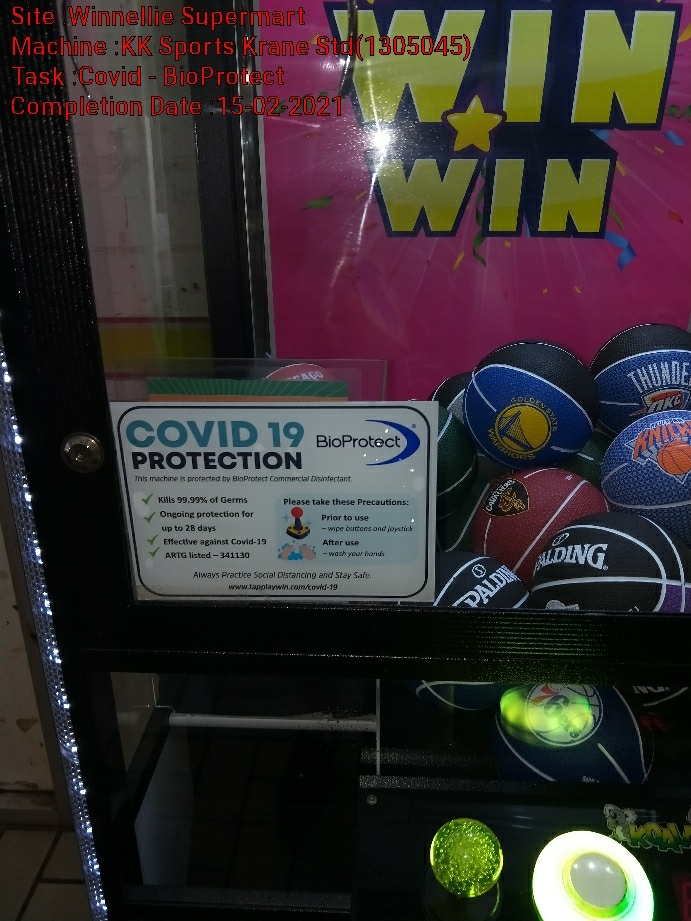 Site :Winnellie Supermart
Machine :KK Sports Krane Std(1305045)
Task :Covid - BioProtect
Completion Date :15-02-2021
WIN
WIN
GOLDEN STATE
WARRIORS
THUNDER
OKC
KNICKS
CAVALIERS
SPALDING
SPALDING
COVID 19
PROTECTION
BioProtect
This machine is protected by BioProtect Commercial Disinfectant.
Kills 99.99% of Germs
Ongoing protection for
up to 28 days
Effective against Covid-19
ARTG listed – 341130
Please take these Precautions:
Prior to use
– wipe buttons and joystick
After use
– wash your hands
Always Practice Social Distancing and Stay Safe.
www.tapplaywin.com/covid-19